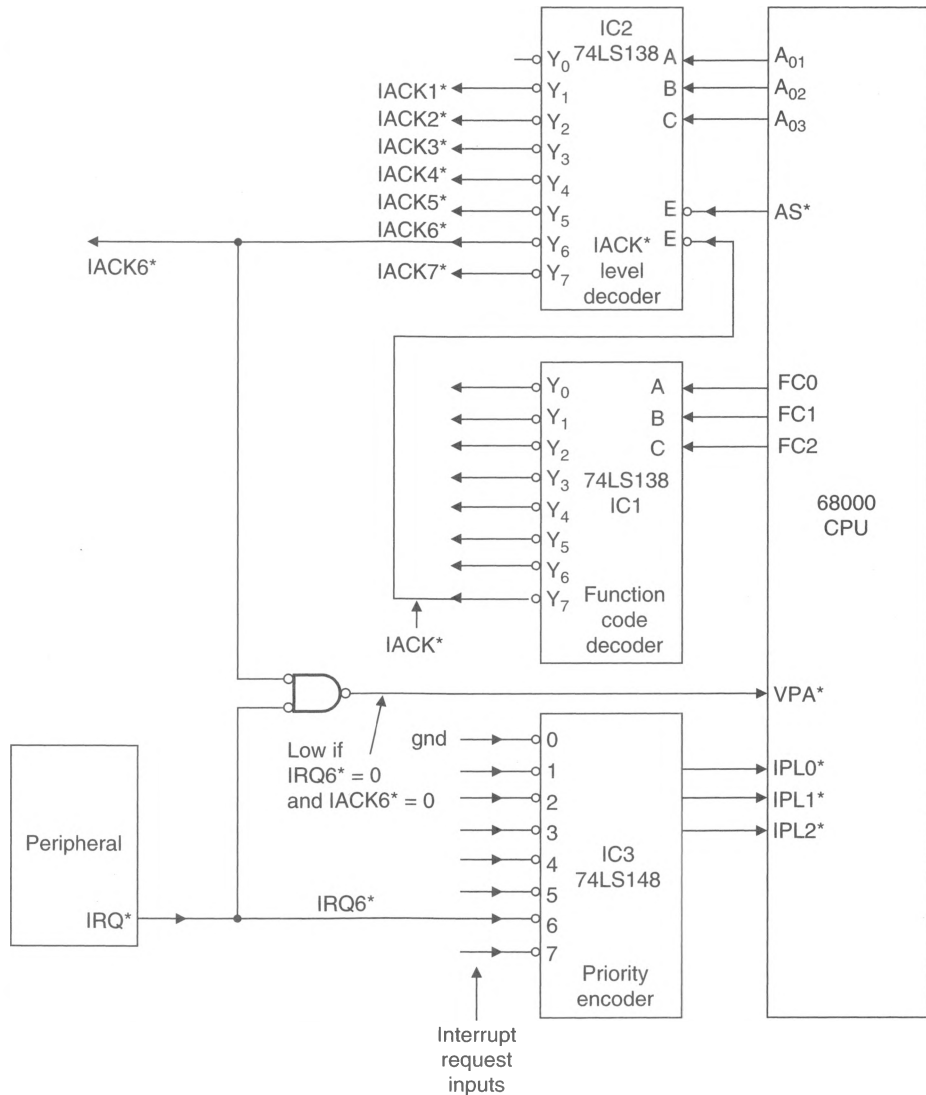 IC2
74LS138
Y0
Y1
Y2
Y3
Y4
Y5
Y6
Y7
A
B
C
E
E
IACK*
level
decoder
A01
A02
A03
AS*
IACK1*
IACK2*
IACK3*
IACK4*
IACK5*
IACK6*
IACK7*
IACK6*
Y0
Y1
Y2
Y3
Y4
Y5
Y6
Y7
A
B
C
74LS138
IC1
Function
code
decoder
FC0
FC1
FC2
68000
CPU
IACK*
VPA*
Low if
IRQ6* = 0
and IACK6* = 0
gnd
0
1
2
3
4
5
6
7
IC3
74LS148
Priority
encoder
IPL0*
IPL1*
IPL2*
Peripheral
IRQ*
IRQ6*
Interrupt
request
inputs